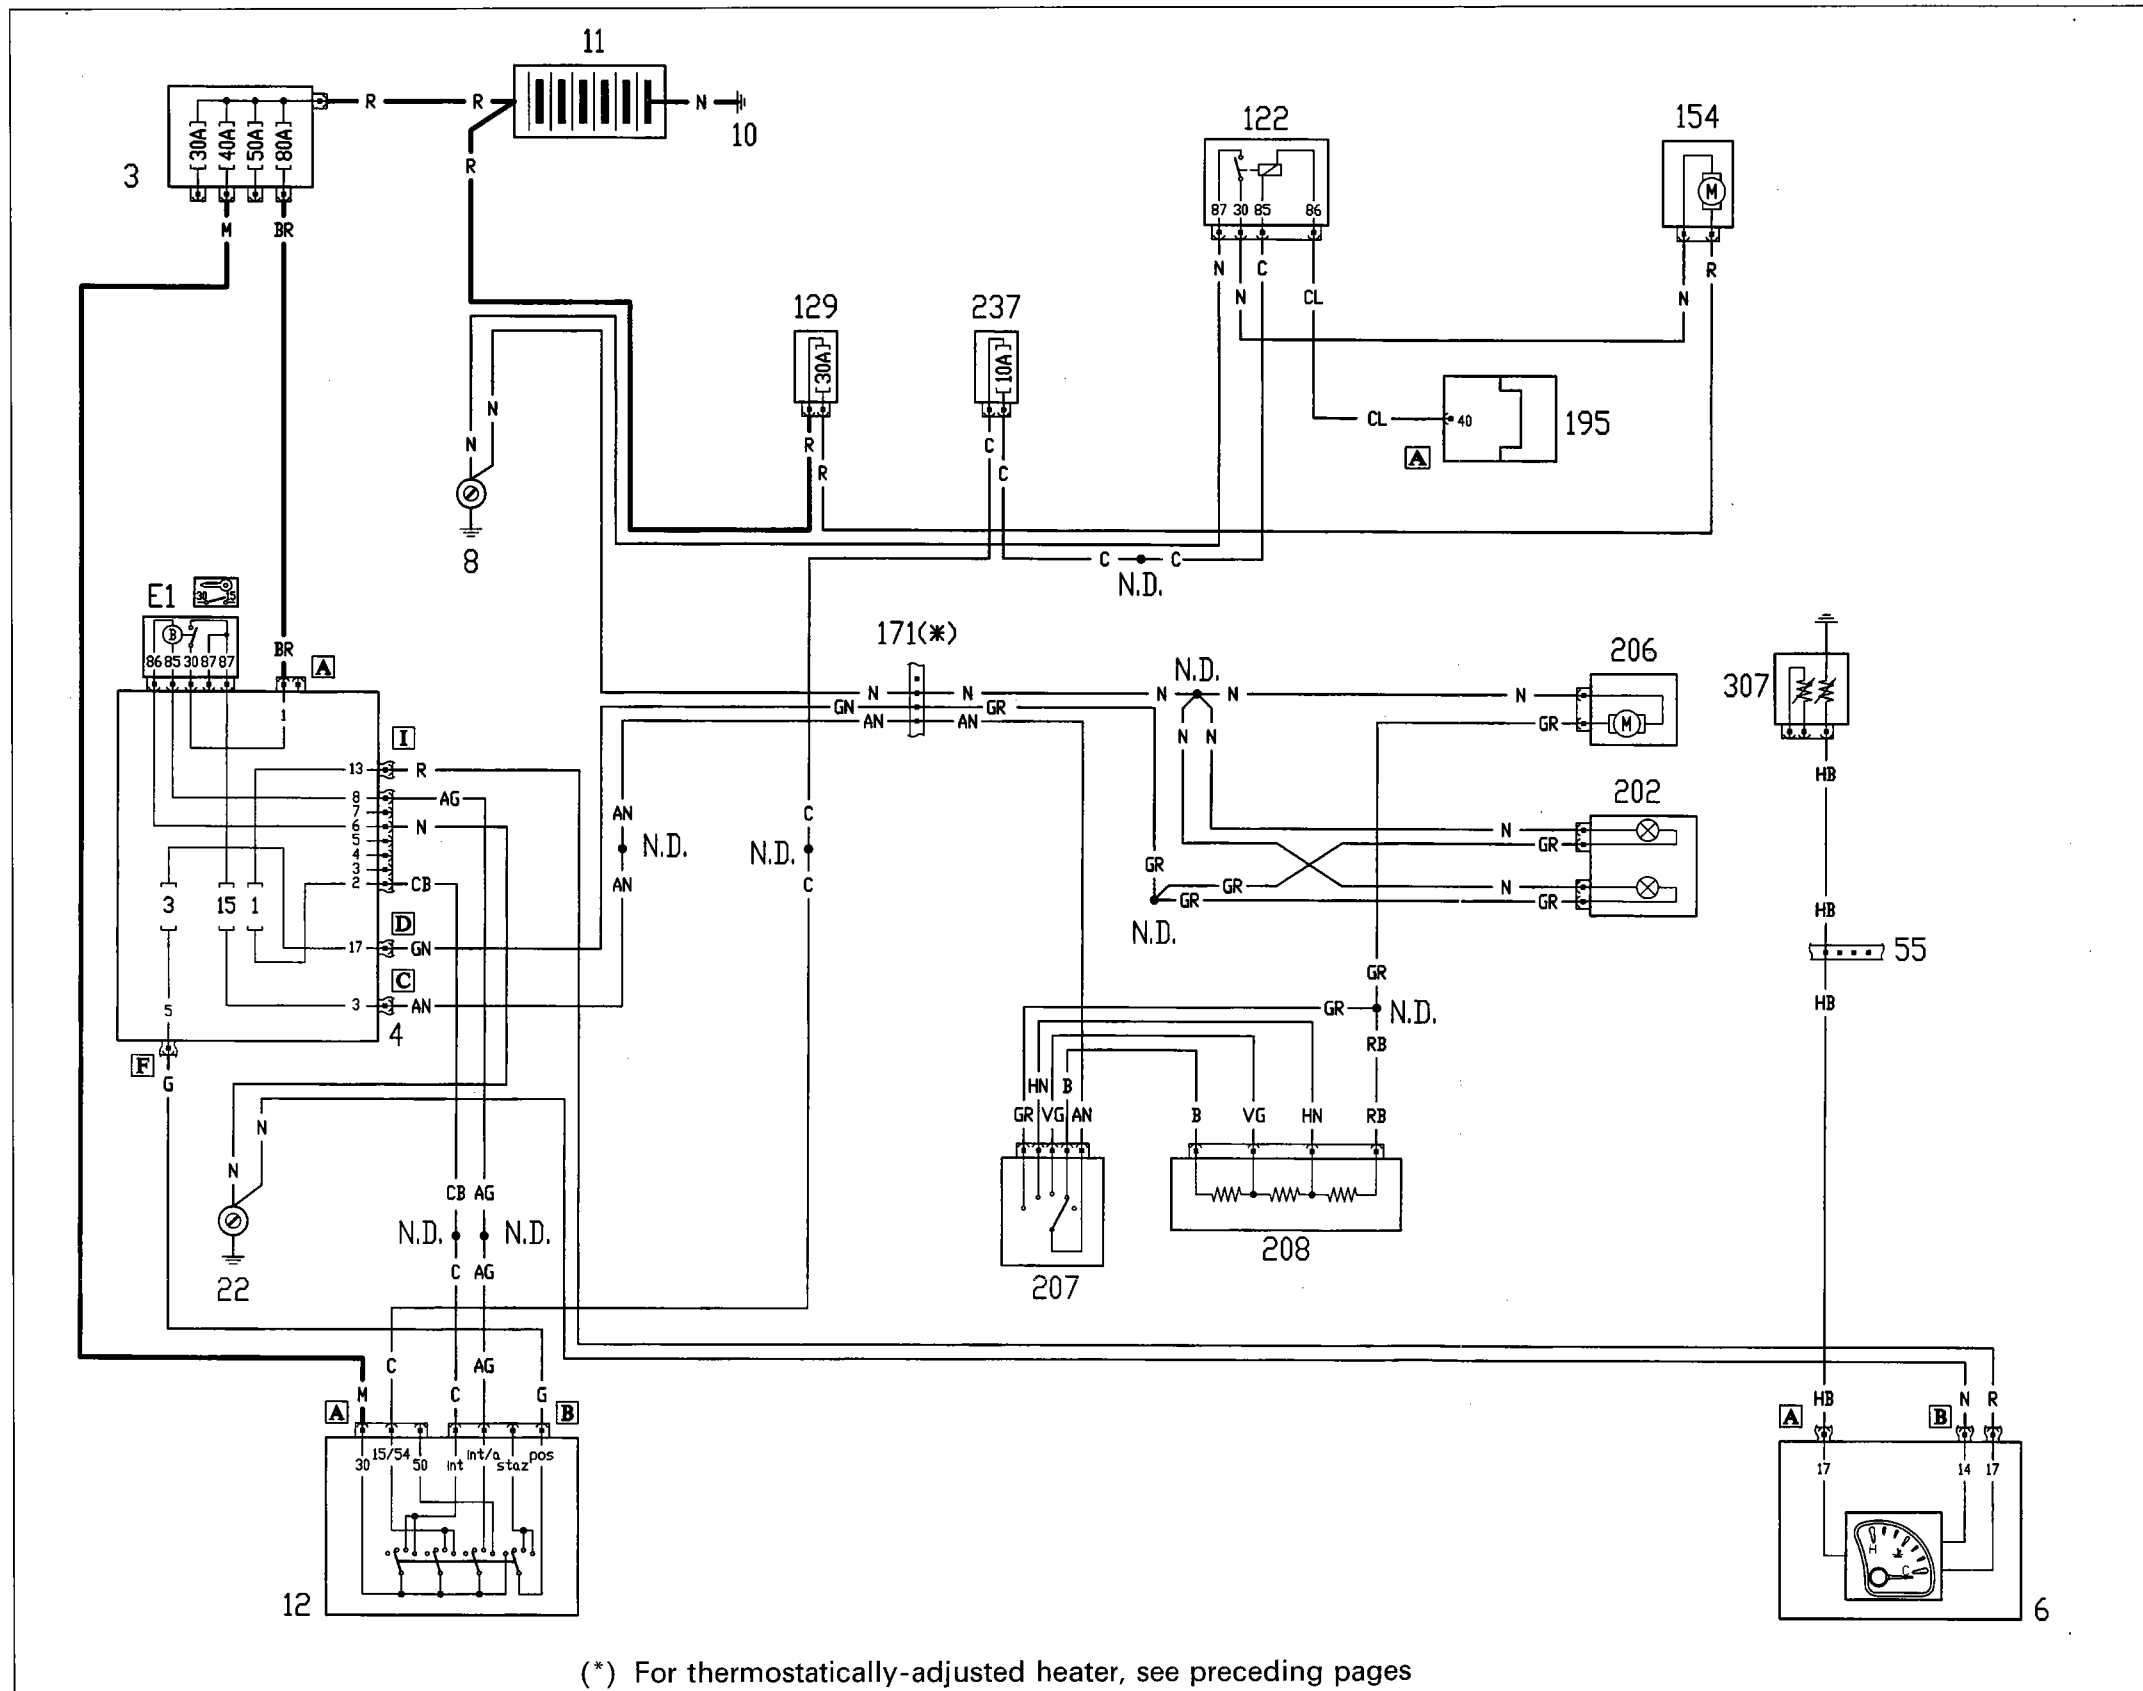 11
R R N
10
30A 40A 50A 80A
3
M BR
R
122
87 30 85 86
N C
N CL
154
M
R
N
129
30A
R
R
237
10A
C
C
CL 40 195
A
N
N
8
C C
N.D.
E1
30 15
B
86 85 30 87 87
BR A
1
I
13 R
8 AG
7
6 N
5
4
3
2 CB
3 15 1
D
17 GN
C
3 AN
5
4
F
G
171(*)
N N N N N
GN GR
AN AN
N.D.
N N
206
GR M
AN
N.D.
AN
C
N.D.
C
202
N
GR
N
GR
GR
GR
GR
N.D.
307
HB
HB
55
HB
GR
GR N.D.
RB
HN B
GR VG AN
B VG HN RB
207
208
N
N
22
CB AG
N.D. N.D.
C AG
C AG
M C G
A B
30 15/54 50 int int/a staz pos
12
HB N R
A B
17 14 17
H C
6
(*) For thermostatically-adjusted heater, see preceding pages